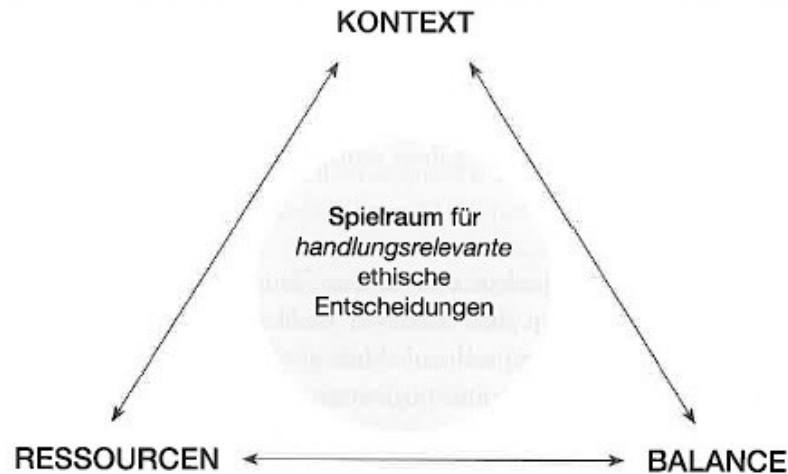 KONTEXT
Spielraum für
handlungsrelevante
ethische
Entscheidungen
RESSOURCEN
BALANCE